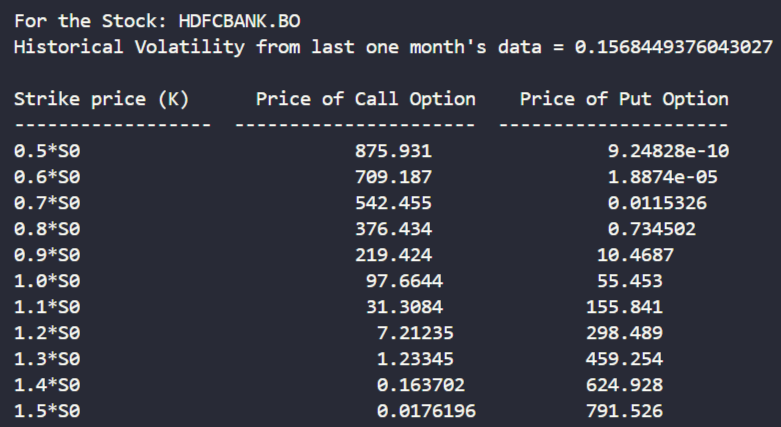 For the Stock: HDFCBANK.BO
Historical Volatility from last one month's data = 0.1568449376043027
Strike price (K) Price of Call Option Price of Put Option
------------------ ---------------------- ---------------------
0.5*S0 875.931 9.24828e-10
0.6*S0 709.187 1.8874e-05
0.7*S0 542.455 0.0115326
0.8*S0 376.434 0.734502
0.9*S0 219.424 10.4687
1.0*S0 97.6644 55.453
1.1*S0 31.3084 155.841
1.2*S0 7.21235 298.489
1.3*S0 1.23345 459.254
1.4*S0 0.163702 624.928
1.5*S0 0.0176196 791.526